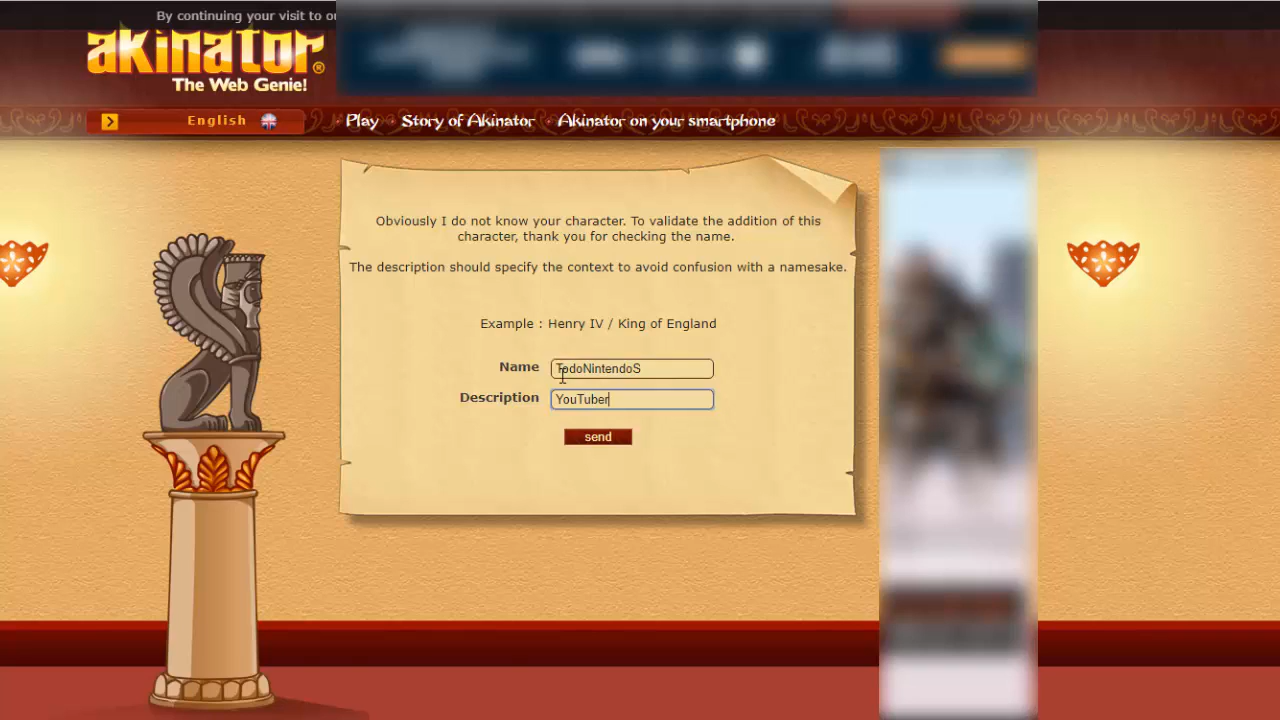 By continuing your visit to ou
akinator®
The Web Genie!
English
Play · Story of Akinator · Akinator on your smartphone
Obviously I do not know your character. To validate the addition of this
character, thank you for checking the name.
The description should specify the context to avoid confusion with a namesake.
Example : Henry IV / King of England
Name TodoNintendoS
Description YouTuber
send